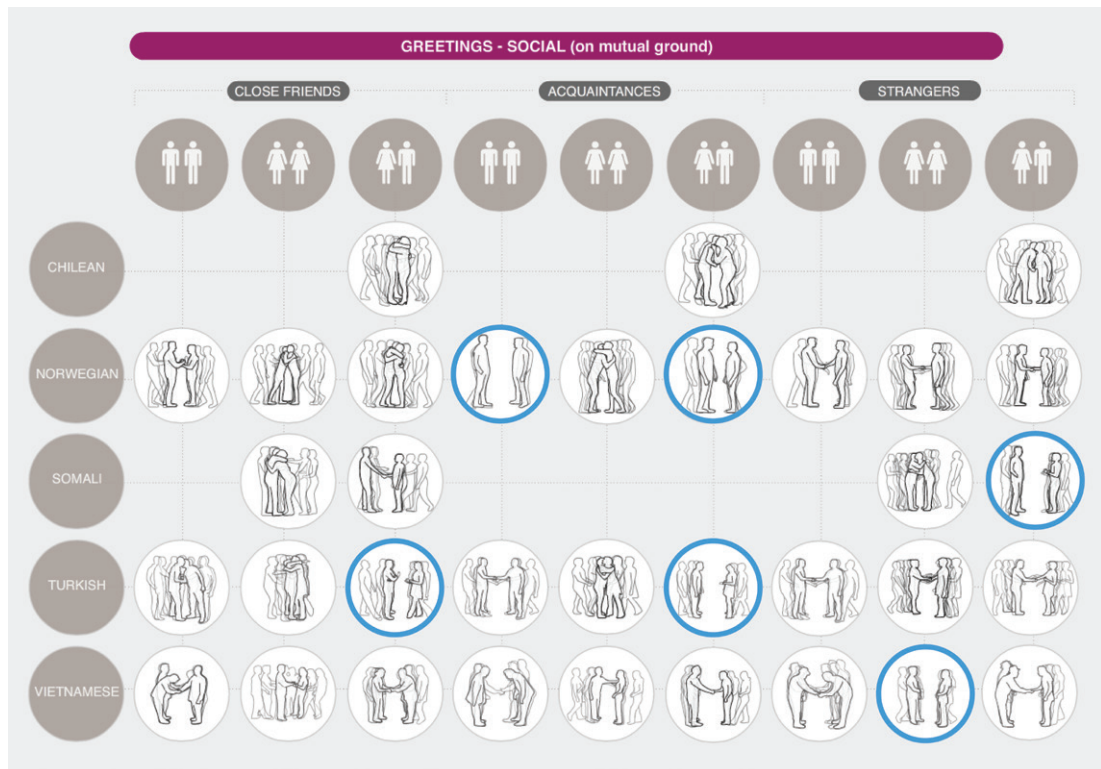 GREETINGS - SOCIAL (on mutual ground)
CLOSE FRIENDS
ACQUAINTANCES
STRANGERS
CHILEAN
NORWEGIAN
SOMALI
TURKISH
VIETNAMESE